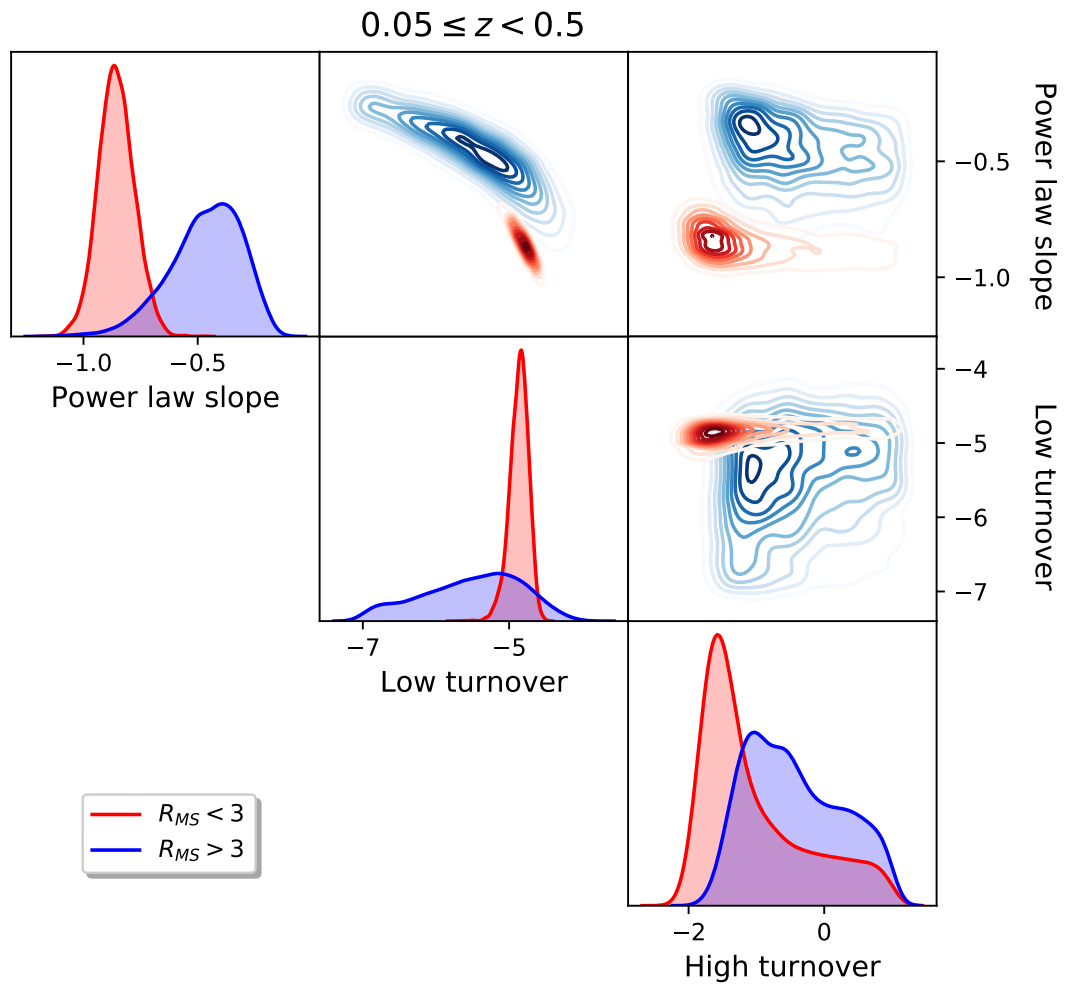 0.05 ≤ z < 0.5
Power law slope
−0.5
−1.0
−1.0 −0.5
Power law slope
Low turnover
−4
−5
−6
−7
−7 −5
Low turnover
R_MS < 3
R_MS > 3
−2 0
High turnover